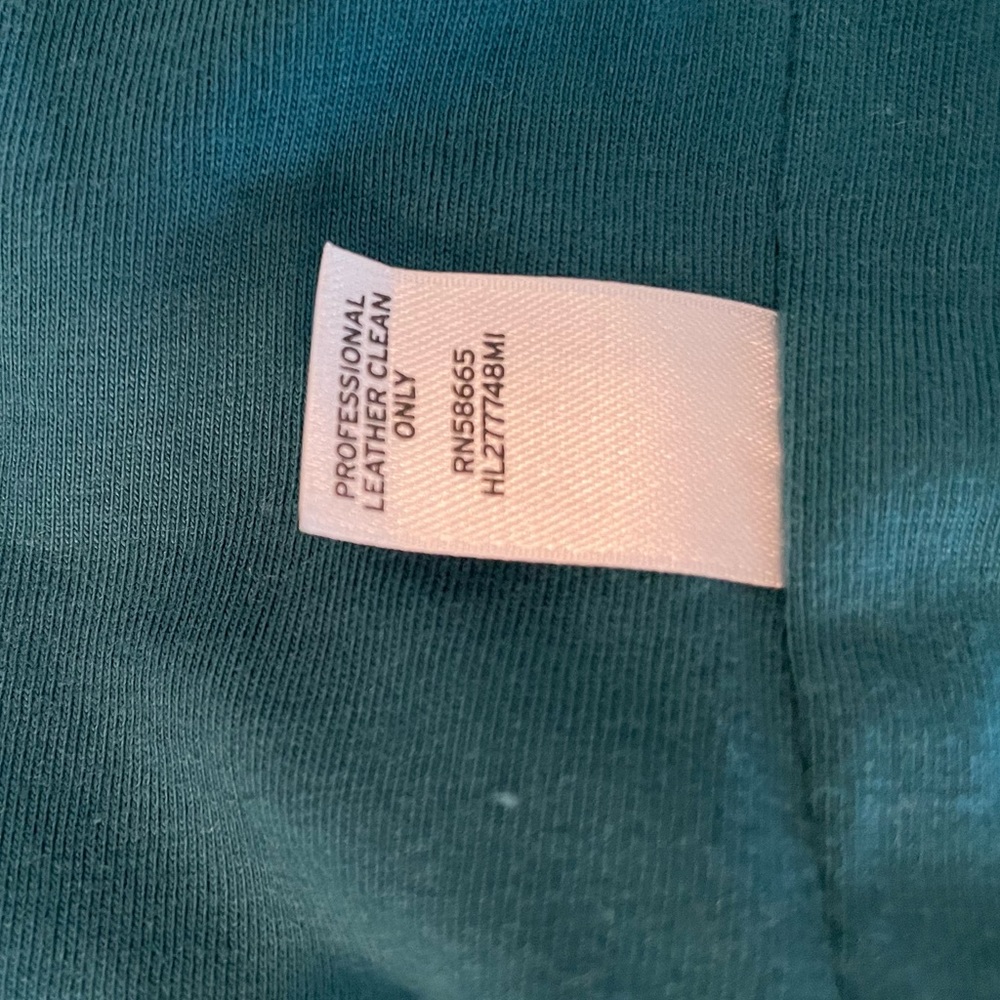 PROFESSIONAL
LEATHER CLEAN
ONLY
RN58665
HL277748MI